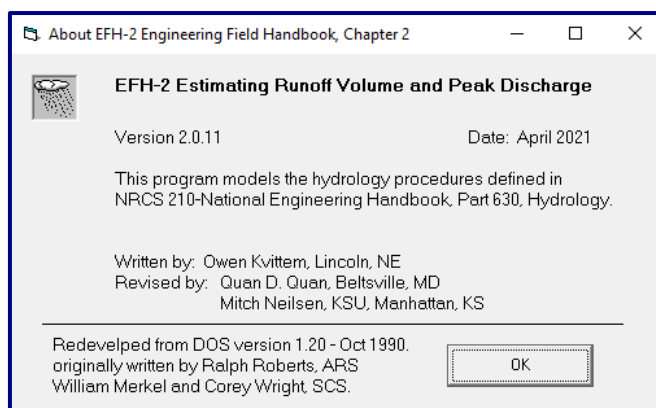 About EFH-2 Engineering Field Handbook, Chapter 2
EFH-2 Estimating Runoff Volume and Peak Discharge
Version 2.0.11 Date: April 2021
This program models the hydrology procedures defined in
NRCS 210-National Engineering Handbook, Part 630, Hydrology.
Written by: Owen Kvittem, Lincoln, NE
Revised by: Quan D. Quan, Beltsville, MD
Mitch Neilsen, KSU, Manhattan, KS
Redevelped from DOS version 1.20 - Oct 1990.
originally written by Ralph Roberts, ARS
William Merkel and Corey Wright, SCS.
OK